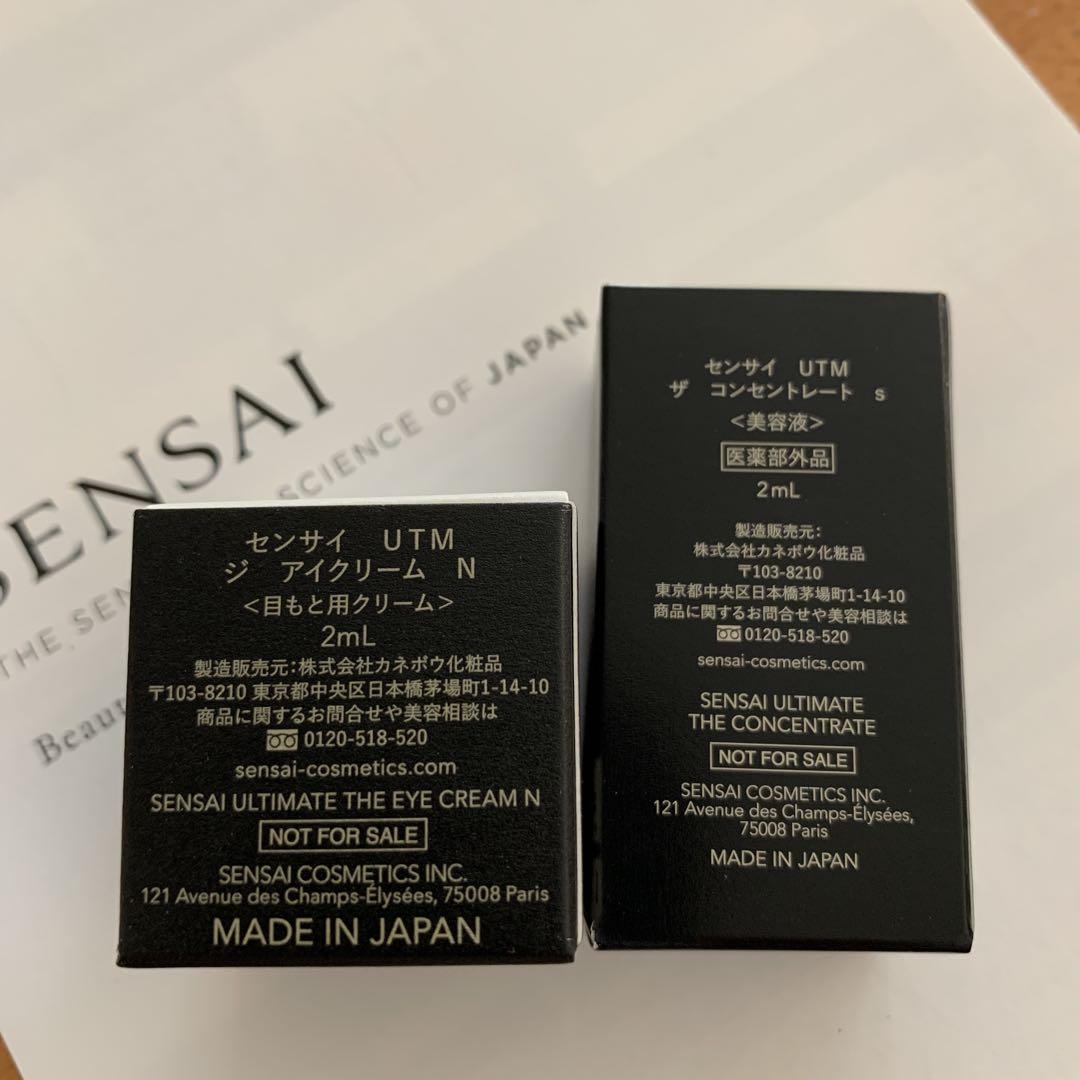 SENSAI
THE SEN
SCIENCE OF JAPAN
Beau
センサイ UTM
ジ アイクリーム N
<目もと用クリーム>
2mL
製造販売元:株式会社カネボウ化粧品
〒103-8210 東京都中央区日本橋茅場町1-14-10
商品に関するお問合せや美容相談は
0120-518-520
sensai-cosmetics.com
SENSAI ULTIMATE THE EYE CREAM N
NOT FOR SALE
SENSAI COSMETICS INC.
121 Avenue des Champs-Élysées, 75008 Paris
MADE IN JAPAN
センサイ UTM
ザ コンセントレート s
<美容液>
医薬部外品
2mL
製造販売元:
株式会社カネボウ化粧品
〒103-8210
東京都中央区日本橋茅場町1-14-10
商品に関するお問合せや美容相談は
0120-518-520
sensai-cosmetics.com
SENSAI ULTIMATE
THE CONCENTRATE
NOT FOR SALE
SENSAI COSMETICS INC.
121 Avenue des Champs-Élysées,
75008 Paris
MADE IN JAPAN